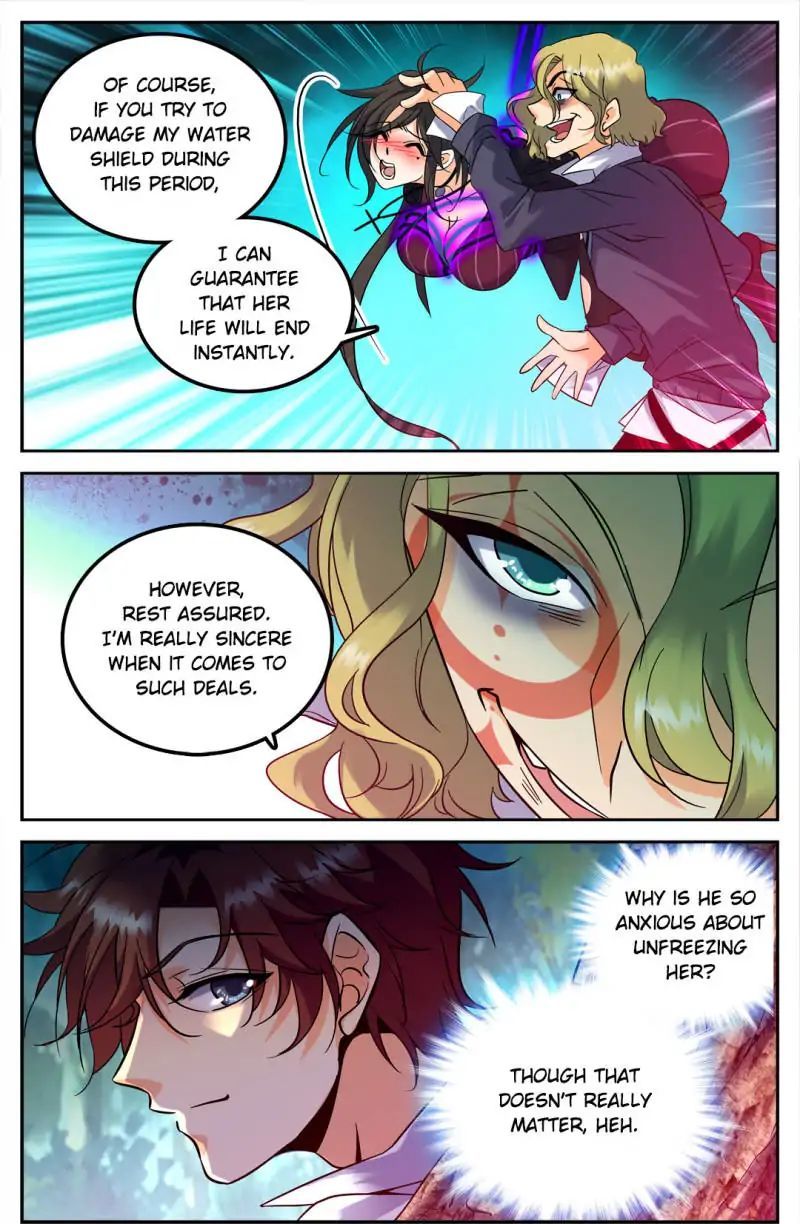 OF COURSE,
IF YOU TRY TO
DAMAGE MY WATER
SHIELD DURING
THIS PERIOD,
I CAN
GUARANTEE
THAT HER
LIFE WILL END
INSTANTLY.
HOWEVER,
REST ASSURED.
I'M REALLY SINCERE
WHEN IT COMES TO
SUCH DEALS.
WHY IS HE SO
ANXIOUS ABOUT
UNFREEZING
HER?
THOUGH THAT
DOESN'T REALLY
MATTER, HEH.